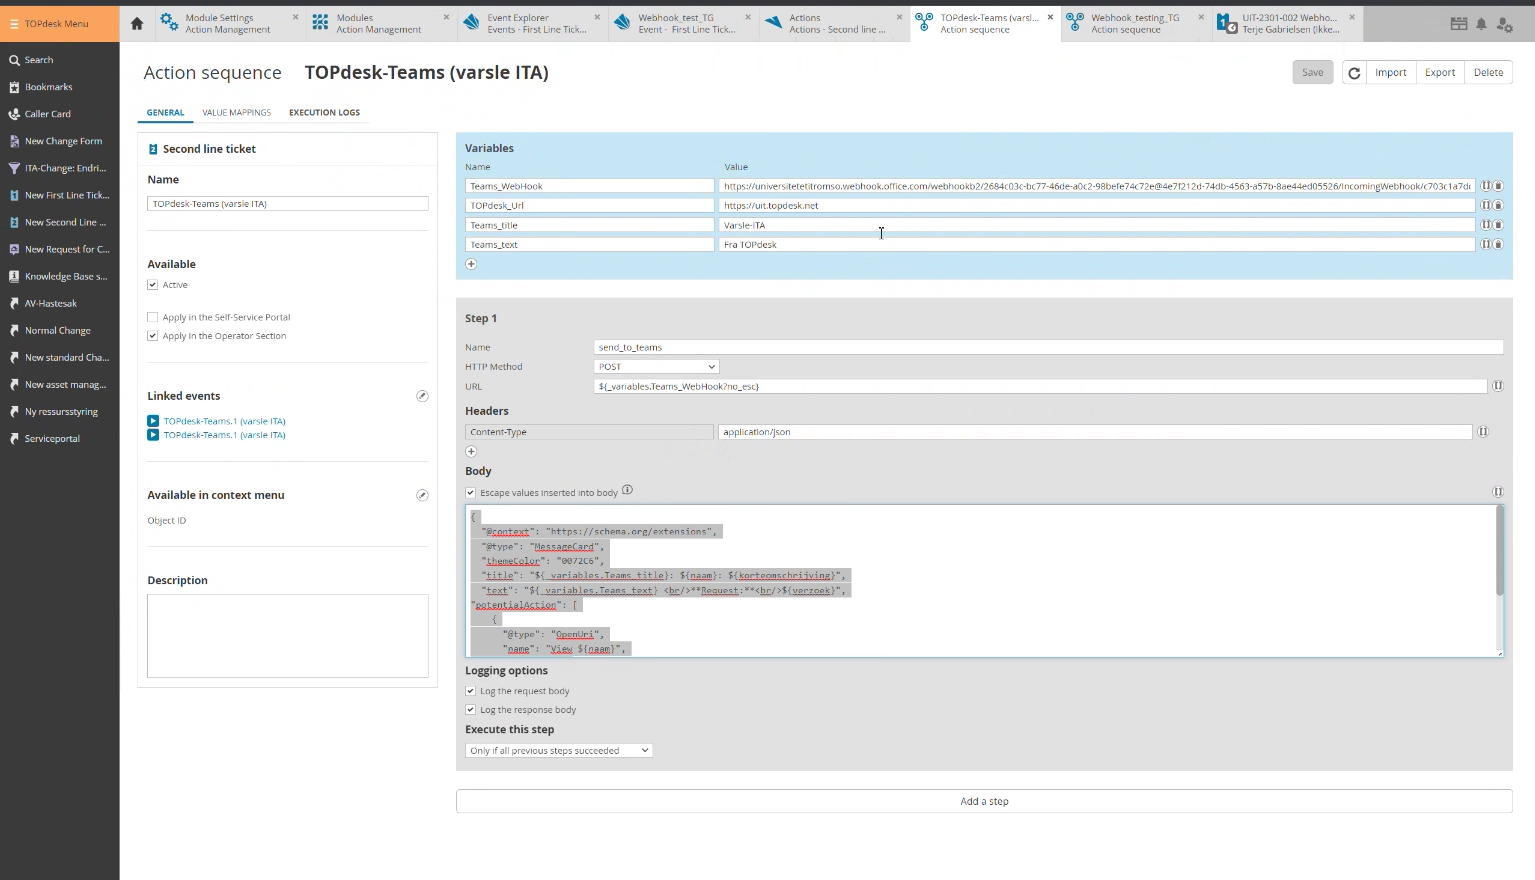 TOPdesk Menu
Search
Bookmarks
Caller Card
New Change Form
ITA-Change: Endri...
New First Line Tick...
New Second Line ...
New Request for C...
Knowledge Base s...
AV-Hastesak
Normal Change
New standard Cha...
New asset manag...
Ny ressursstyring
Serviceportal
Module Settings
Action Management
Modules
Action Management
Event Explorer
Events - First Line Tick...
Webhook_test_TG
Event - First Line Tick...
Actions
Actions - Second line ...
TOPdesk-Teams (varsl...
Action sequence
Webhook_testing_TG
Action sequence
UIT-2301-002 Webho...
Terje Gabrielsen (Ikke...
Action sequence TOPdesk-Teams (varsle ITA)
Save
Import
Export
Delete
GENERAL
VALUE MAPPINGS
EXECUTION LOGS
Second line ticket
Name
TOPdesk-Teams (varsle ITA)
Available
Active
Apply in the Self-Service Portal
Apply in the Operator Section
Linked events
TOPdesk-Teams.1 (varsle ITA)
TOPdesk-Teams.1 (varsle ITA)
Available in context menu
Object ID
Description
Variables
Name Value
Teams_WebHook https://universitetetitromso.webhook.office.com/webhookb2/2684c03c-bc77-46de-a0c2-98befe74c72e@4e7f212d-74db-4563-a57b-8ae44ed05526/IncomingWebhook/c703c1a7d
TOPdesk_Url https://uit.topdesk.net
Teams_title Varsle-ITA
Teams_text Fra TOPdesk
Step 1
Name send_to_teams
HTTP Method POST
URL ${_variables.Teams_WebHook?no_esc}
Headers
Content-Type application/json
Body
Escape values inserted into body
{
"@context": "https://schema.org/extensions",
"@type": "MessageCard",
"themeColor": "0072C6",
"title": "${_variables.Teams_title}: ${naam}: ${korteomschrijving}",
"text": "${_variables.Teams_text} <br/>**Request:**<br/>${verzoek}",
"potentialAction": [
{
"@type": "OpenUri",
"name": "View ${naam}",
Logging options
Log the request body
Log the response body
Execute this step
Only if all previous steps succeeded
Add a step